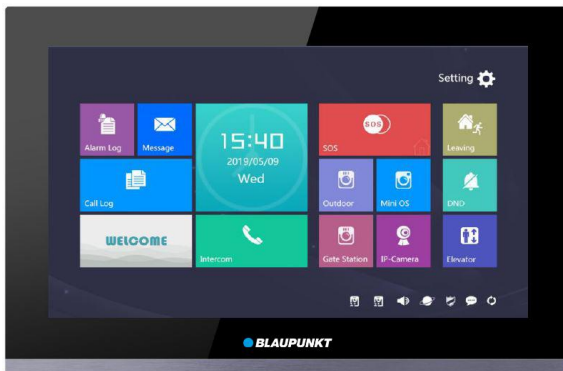 Setting
Alarm Log
Message
15:40
2019/05/09
Wed
SOS
SOS
Leaving
Call Log
Outdoor
Mini OS
DND
WELCOME
Intercom
Gate Station
IP-Camera
Elevator
BLAUPUNKT